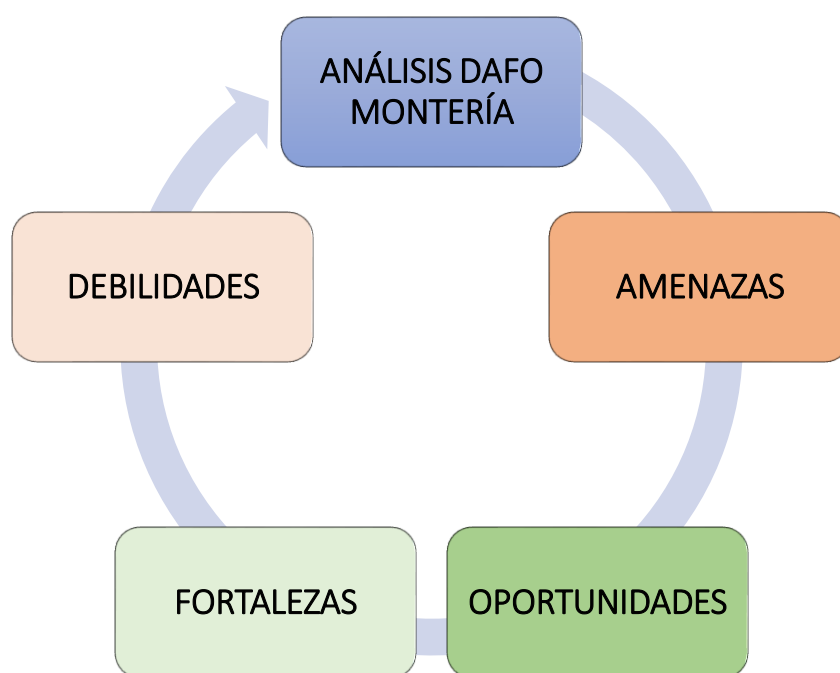 ANÁLISIS DAFO
MONTERÍA
AMENAZAS
OPORTUNIDADES
FORTALEZAS
DEBILIDADES